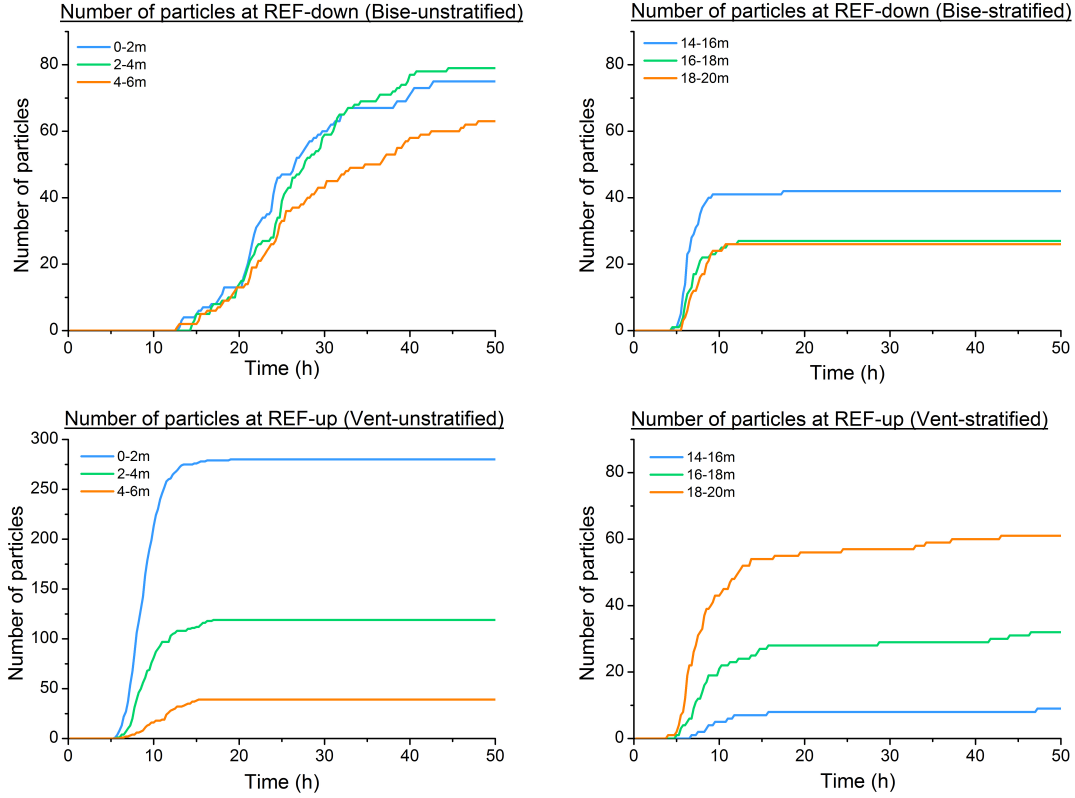 Number of particles at REF-down (Bise-unstratified)
0-2m
2-4m
4-6m
Number of particles
0
20
40
60
80
0 10 20 30 40 50
Time (h)
Number of particles at REF-down (Bise-stratified)
14-16m
16-18m
18-20m
Number of particles
0
20
40
60
80
0 10 20 30 40 50
Time (h)
Number of particles at REF-up (Vent-unstratified)
0-2m
2-4m
4-6m
Number of particles
0
50
100
150
200
250
300
0 10 20 30 40 50
Time (h)
Number of particles at REF-up (Vent-stratified)
14-16m
16-18m
18-20m
Number of particles
0
20
40
60
80
0 10 20 30 40 50
Time (h)